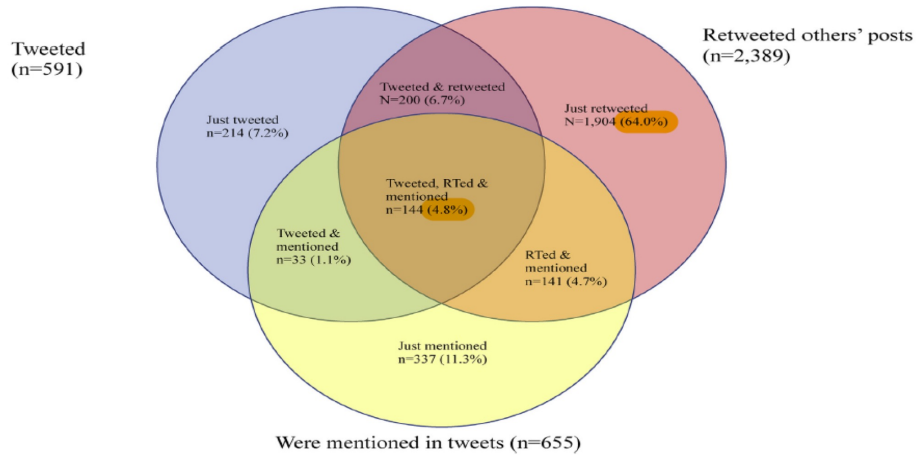 Tweeted
(n=591)
Retweeted others’ posts
(n=2,389)
Tweeted & retweeted
N=200 (6.7%)
Just tweeted
n=214 (7.2%)
Just retweeted
N=1,904 (64.0%)
Tweeted, RTed &
mentioned
n=144 (4.8%)
Tweeted &
mentioned
n=33 (1.1%)
RTed &
mentioned
n=141 (4.7%)
Just mentioned
n=337 (11.3%)
Were mentioned in tweets (n=655)